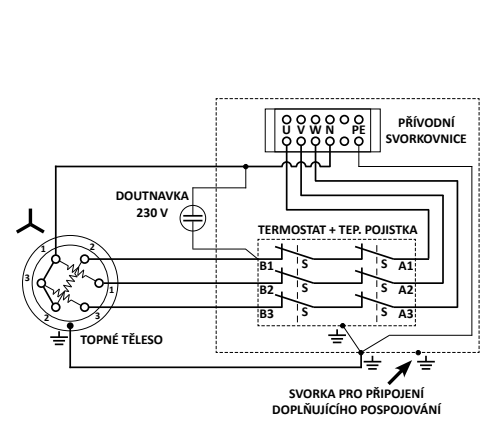 U V W N PE
PŘÍVODNÍ
SVORKOVNICE
DOUTNAVKA
230 V
TERMOSTAT + TEP. POJISTKA
B1 S S A1
B2 S S A2
B3 S S A3
1 2
3 1
2 3
TOPNÉ TĚLESO
SVORKA PRO PŘIPOJENÍ
DOPLŇUJÍCÍHO POSPOJOVÁNÍ